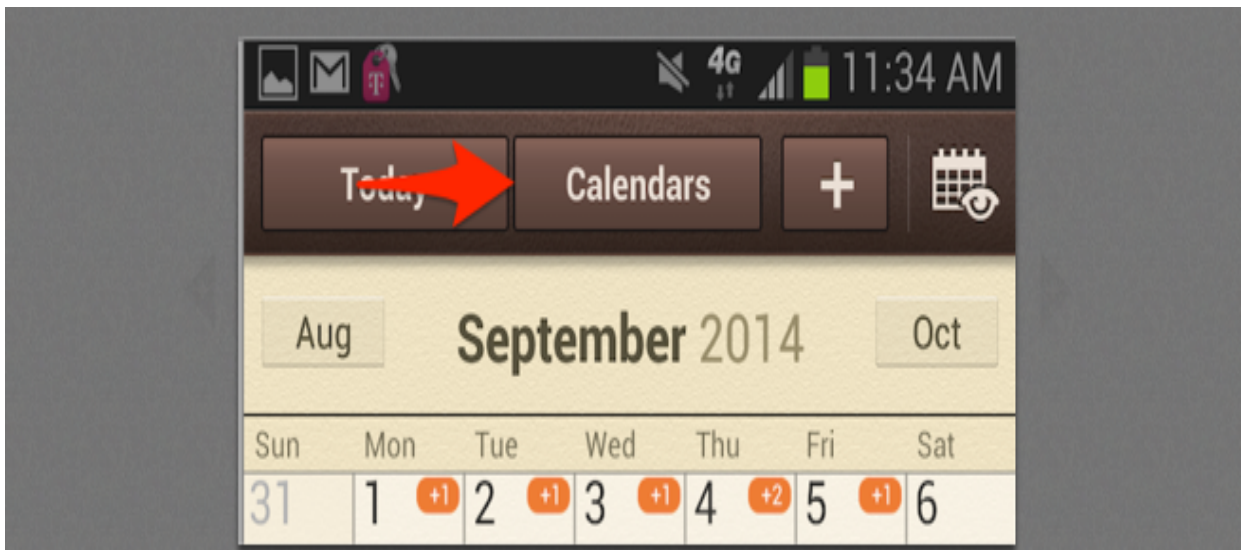 T 4G 11:34 AM
Today Calendars +
Aug September 2014 Oct
Sun Mon Tue Wed Thu Fri Sat
31 1 +1 2 +1 3 +1 4 +2 5 +1 6